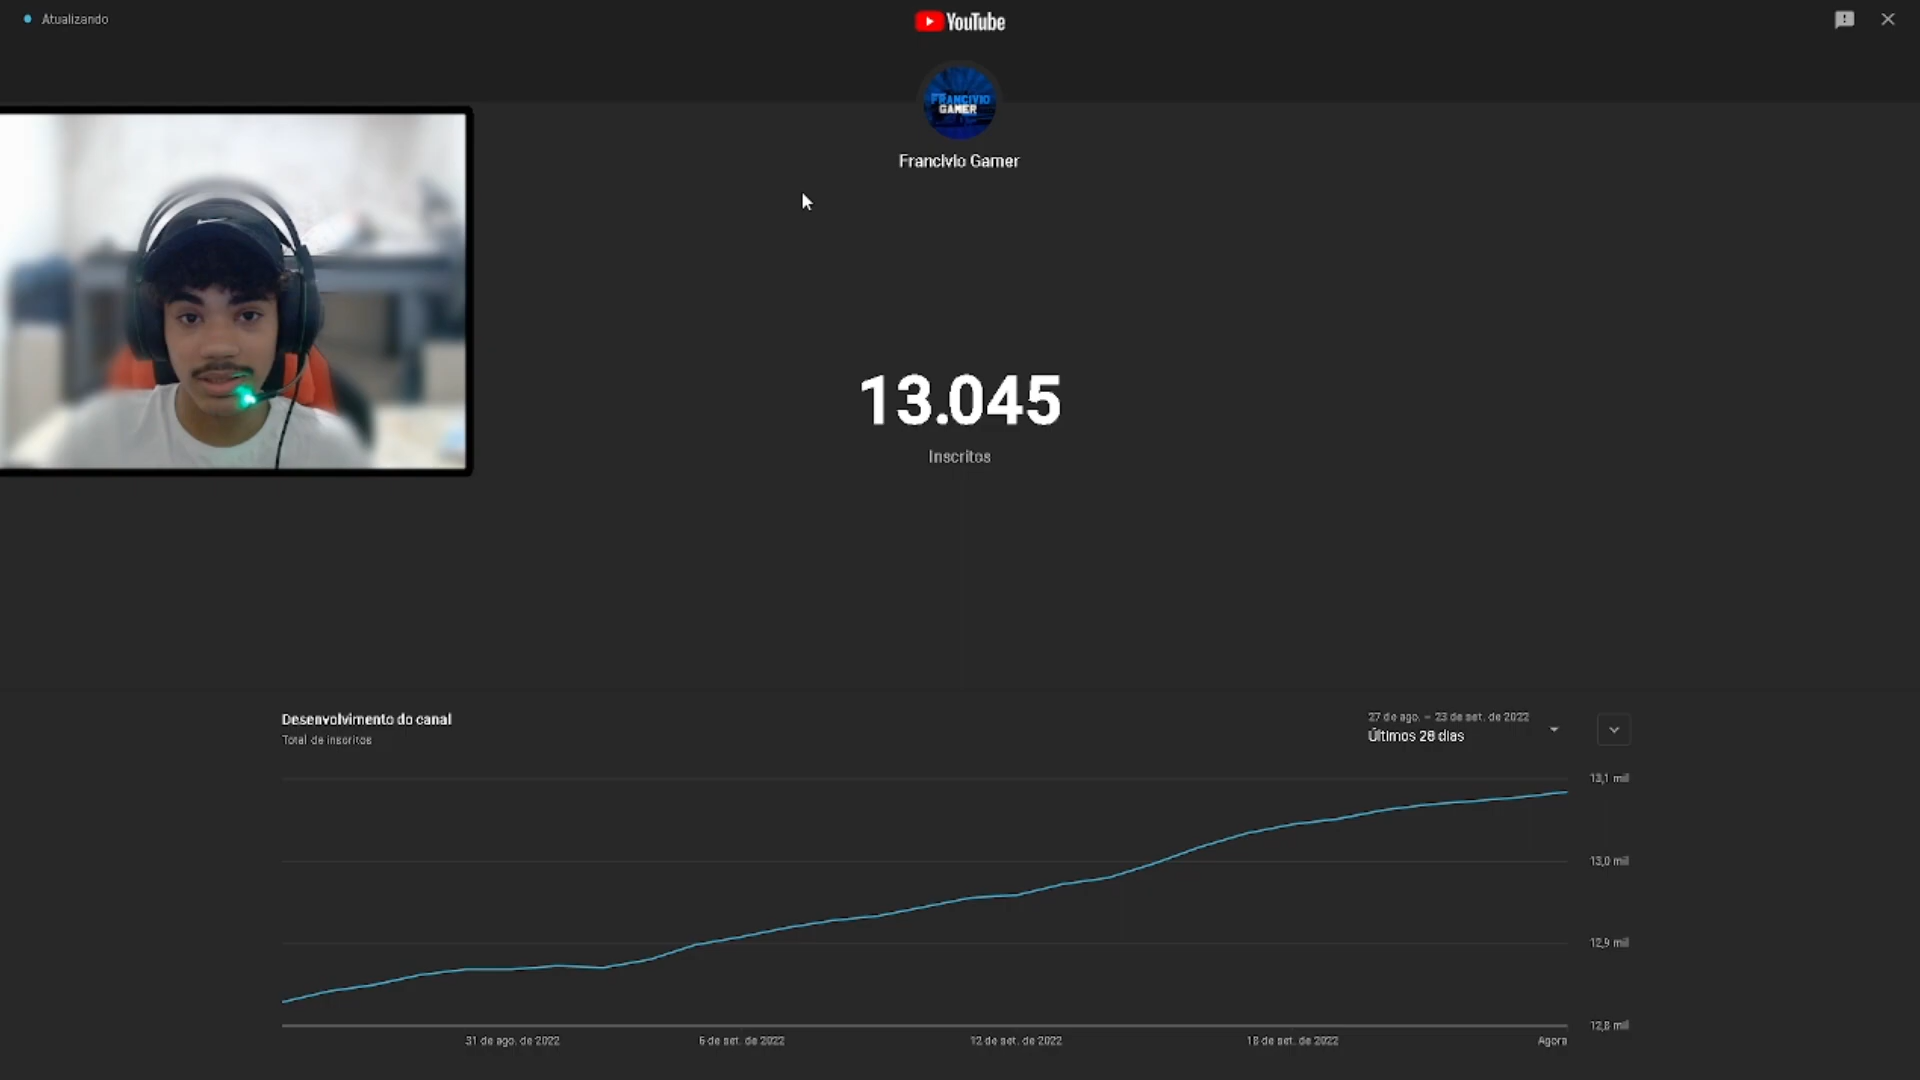 Atualizando
YouTube
FRANCIVIO
GAMER
Francivio Gamer
13.045
Inscritos
Desenvolvimento do canal
Total de inscritos
27 de ago. – 23 de set. de 2022
Últimos 28 dias
13,1 mil
13,0 mil
12,9 mil
12,8 mil
31 de ago. de 2022
6 de set. de 2022
12 de set. de 2022
18 de set. de 2022
Agora